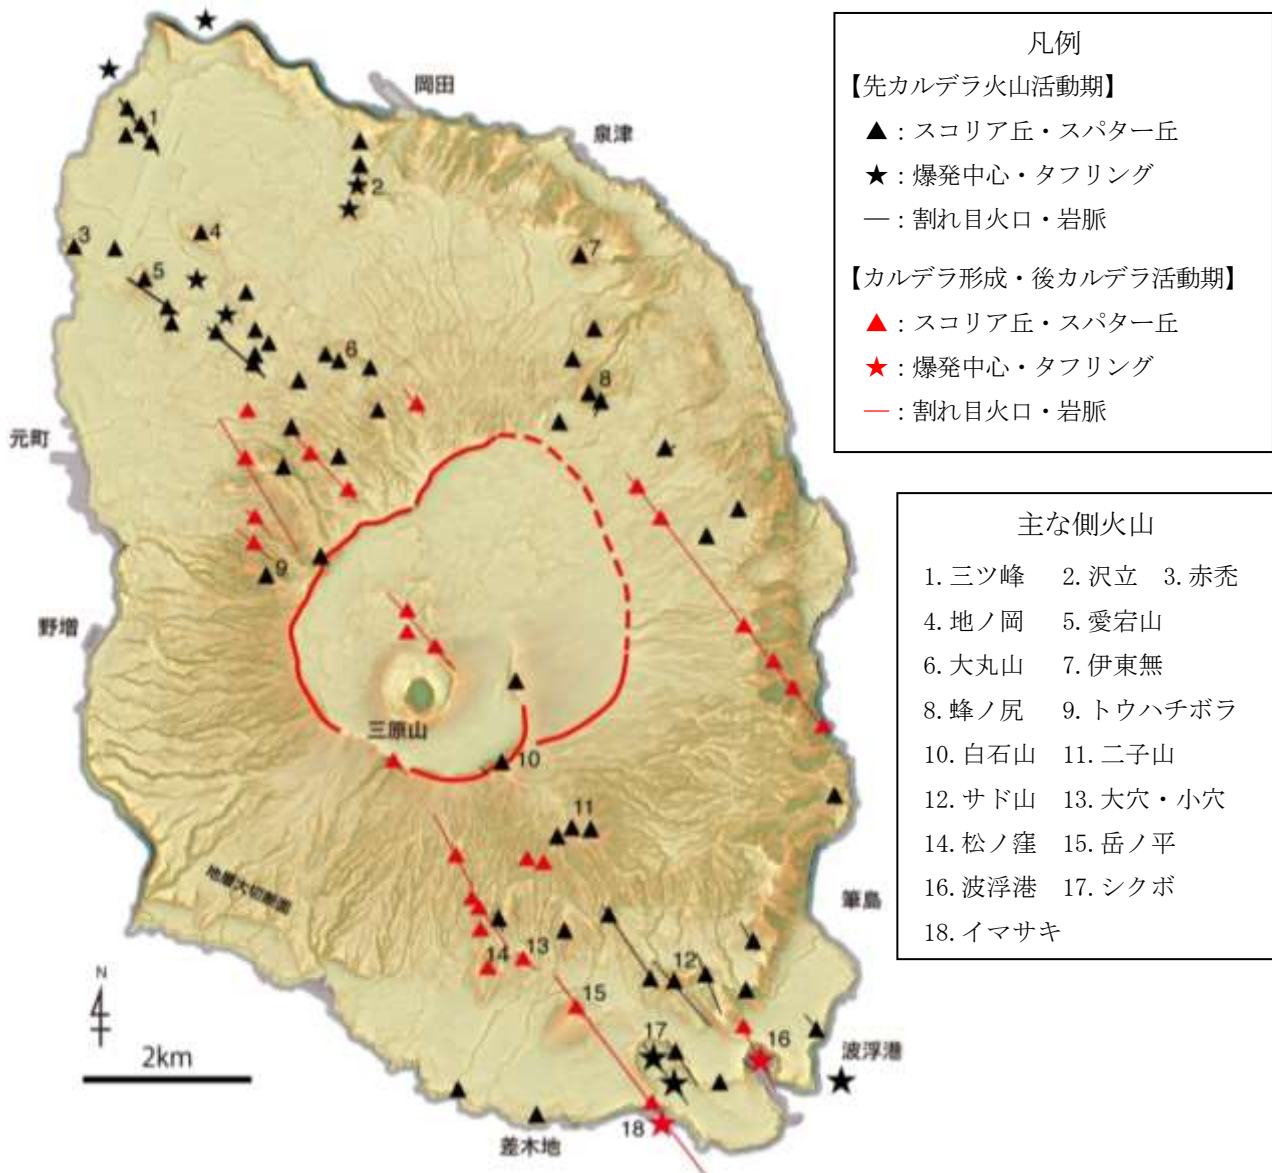 岡田
泉津
1
2
3
4
5
6
7
8
元町
9
野増
三原山
10
11
地層大切断面
筆島
12
13
14
15
16
17
波浮港
18
差木地
N
2km
凡例
【先カルデラ火山活動期】
▲：スコリア丘・スパター丘
★：爆発中心・タフリング
―：割れ目火口・岩脈
【カルデラ形成・後カルデラ活動期】
▲：スコリア丘・スパター丘
★：爆発中心・タフリング
―：割れ目火口・岩脈
主な側火山
1. 三ツ峰 2. 沢立 3. 赤禿
4. 地ノ岡 5. 愛宕山
6. 大丸山 7. 伊東無
8. 蜂ノ尻 9. トウハチボラ
10. 白石山 11. 二子山
12. サド山 13. 大穴・小穴
14. 松ノ窪 15. 岳ノ平
16. 波浮港 17. シクボ
18. イマサキ